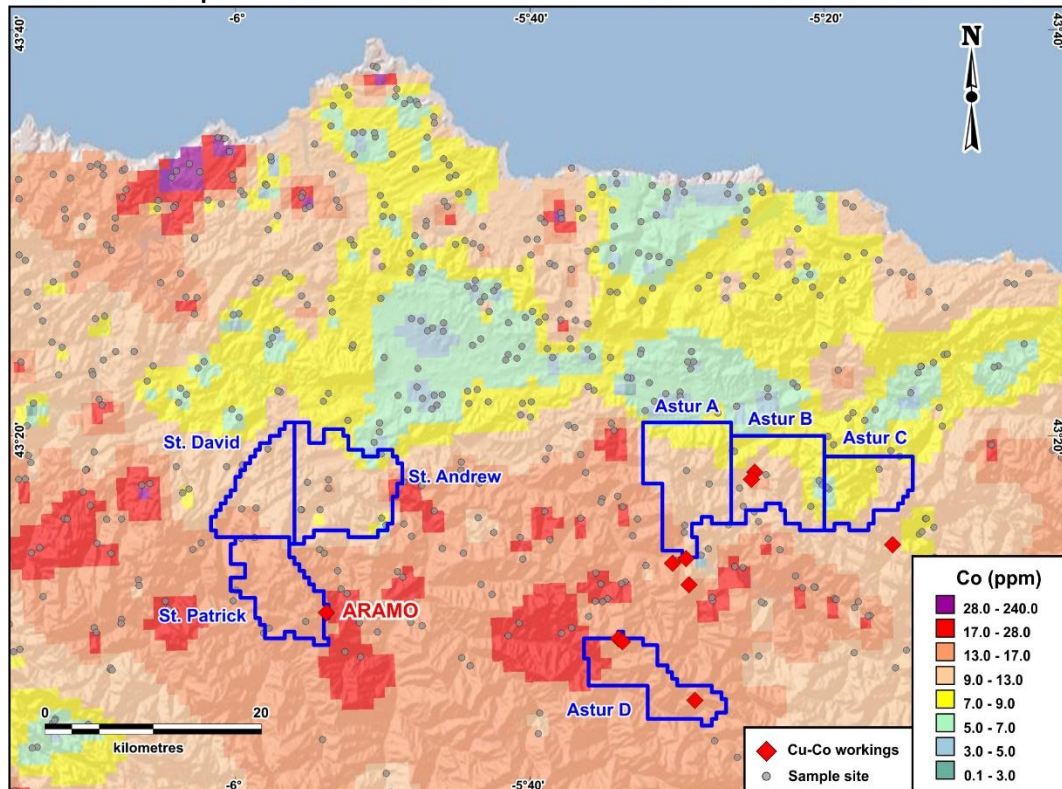 -6°
-5°40'
-5°20'
43°40'
43°40'
N
43°20'
43°20'
St. David
St. Andrew
Astur A
Astur B
Astur C
St. Patrick
ARAMO
Astur D
0
20
kilometres
Co (ppm)
28.0 - 240.0
17.0 - 28.0
13.0 - 17.0
9.0 - 13.0
7.0 - 9.0
5.0 - 7.0
3.0 - 5.0
0.1 - 3.0
Cu-Co workings
Sample site
-6°
-5°40'